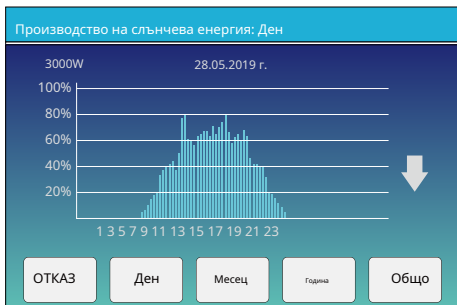 Производство на слънчева енергия: Ден
3000W 28.05.2019 г.
100%
80%
60%
40%
20%
1 3 5 7 9 11 13 15 17 19 21 23
ОТКАЗ Ден Месец Година Общо